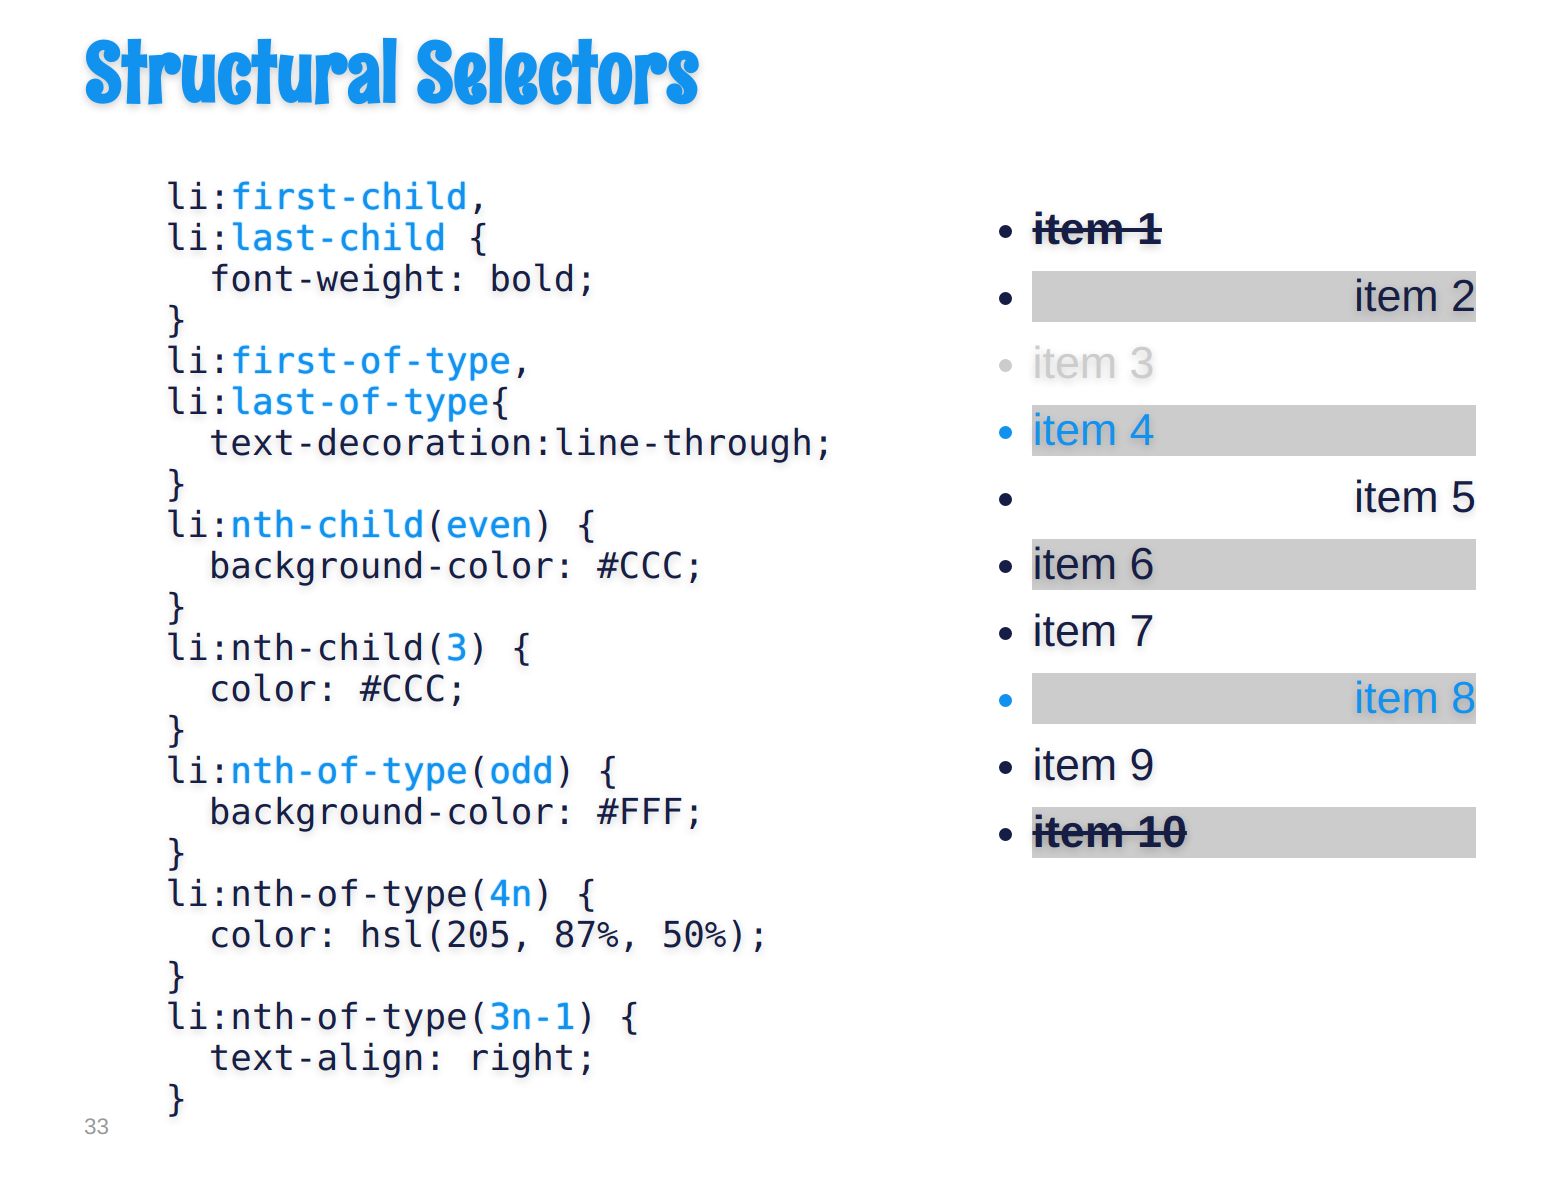 Structural Selectors
li:first-child,
li:last-child {
  font-weight: bold;
}
li:first-of-type,
li:last-of-type{
  text-decoration:line-through;
}
li:nth-child(even) {
  background-color: #CCC;
}
li:nth-child(3) {
  color: #CCC;
}
li:nth-of-type(odd) {
  background-color: #FFF;
}
li:nth-of-type(4n) {
  color: hsl(205, 87%, 50%);
}
li:nth-of-type(3n-1) {
  text-align: right;
}
• item 1
• item 2
• item 3
• item 4
• item 5
• item 6
• item 7
• item 8
• item 9
• item 10
33